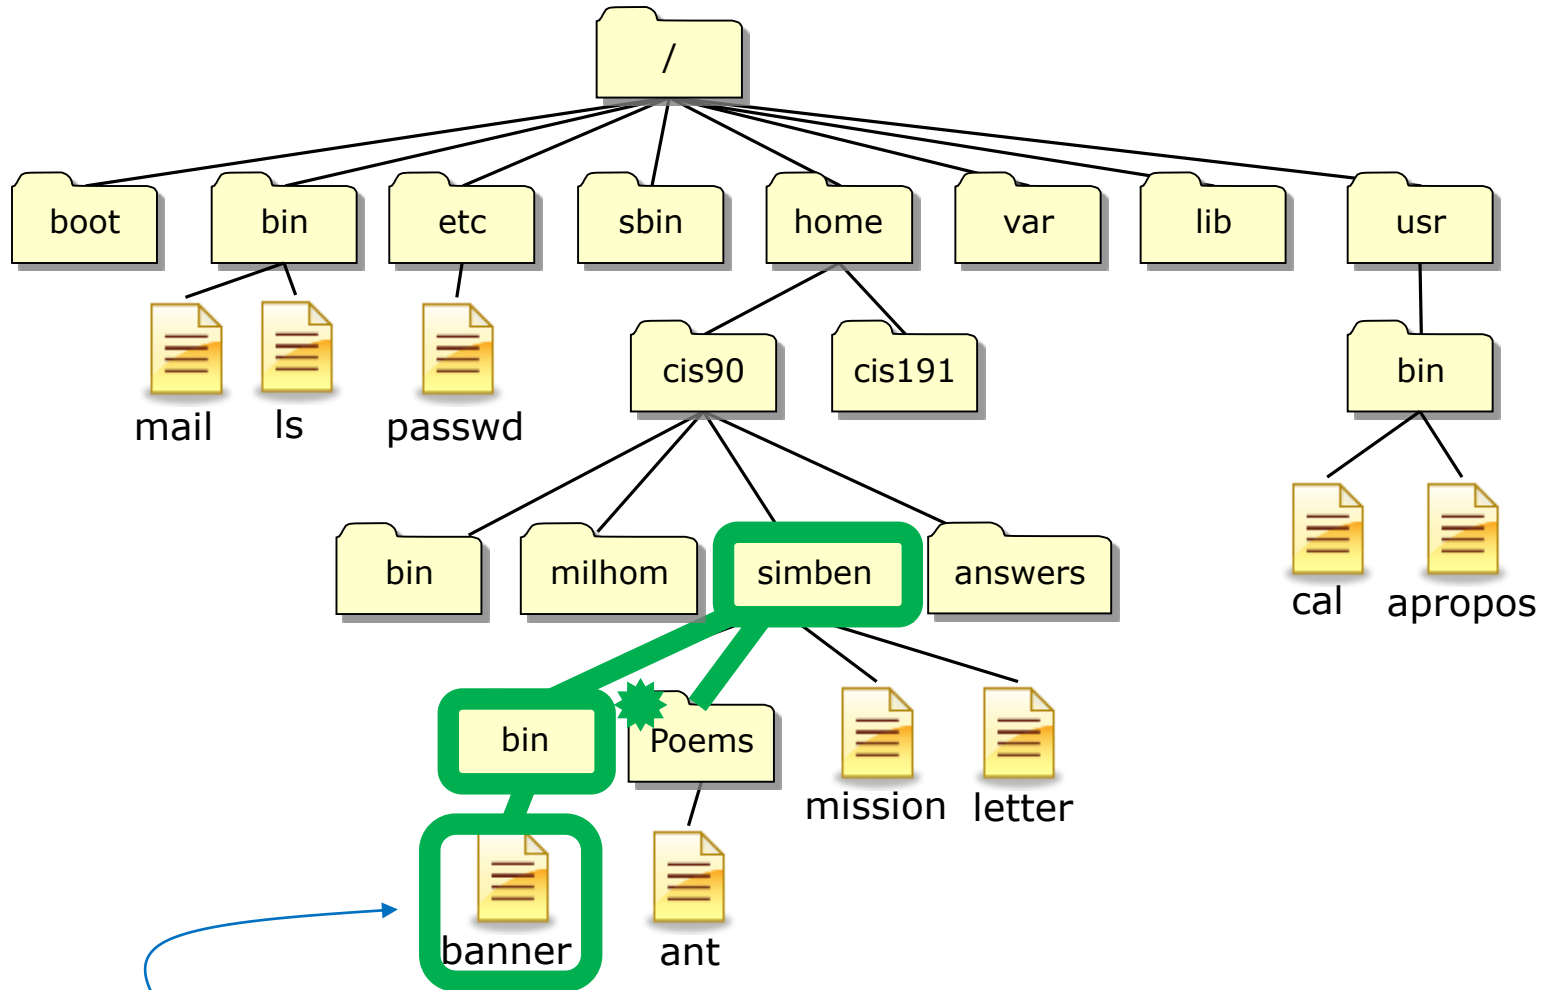 /
boot
bin
etc
sbin
home
var
lib
usr
mail
ls
passwd
cis90
cis191
bin
bin
milhom
simben
answers
cal
apropos
bin
Poems
mission
letter
banner
ant